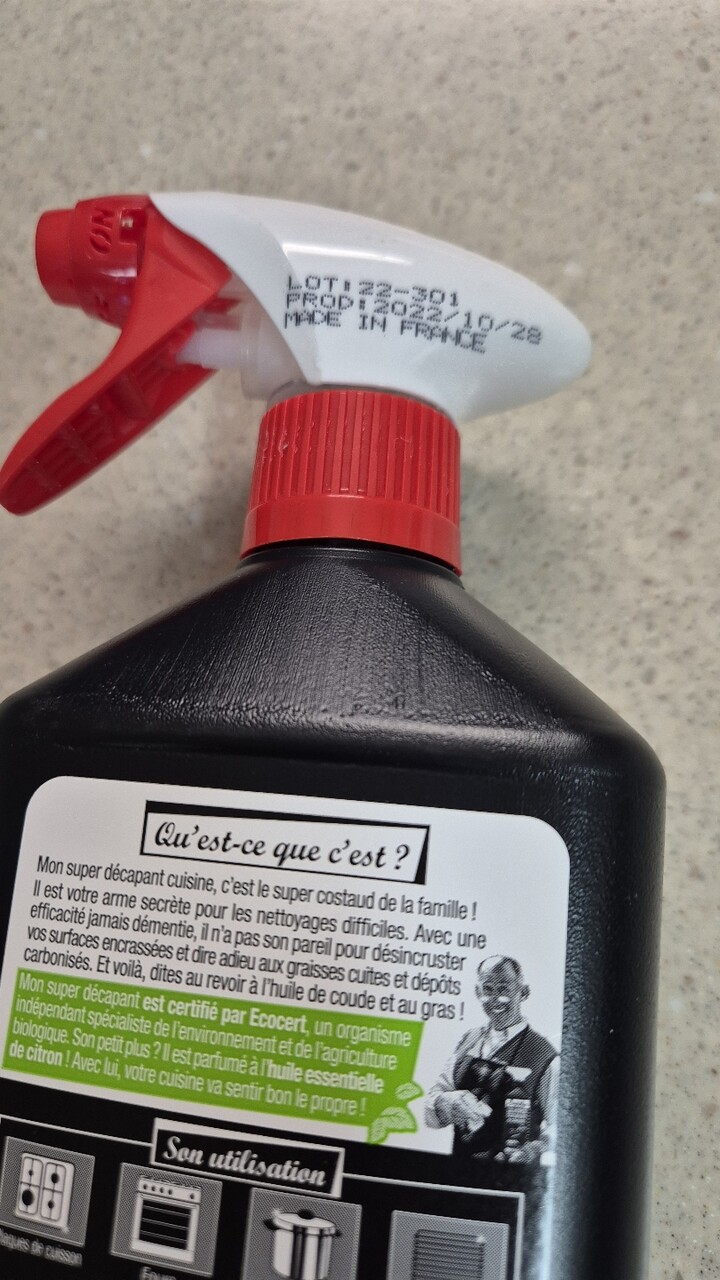 ON
LOT:22-301
PROD:2022/10/28
MADE IN FRANCE
Qu'est-ce que c'est ?
Mon super décapant cuisine, c'est le super costaud de la famille !
Il est votre arme secrète pour les nettoyages difficiles. Avec une
efficacité jamais démentie, il n'a pas son pareil pour désincruster
vos surfaces encrassées et dire adieu aux graisses cuites et dépôts
carbonisés. Et voilà, dites au revoir à l'huile de coude et au gras !
Mon super décapant est certifié par Ecocert, un organisme
indépendant spécialiste de l'environnement et de l'agriculture
biologique. Son petit plus ? Il est parfumé à l'huile essentielle
de citron ! Avec lui, votre cuisine va sentir bon le propre !
Son utilisation
de cuisson